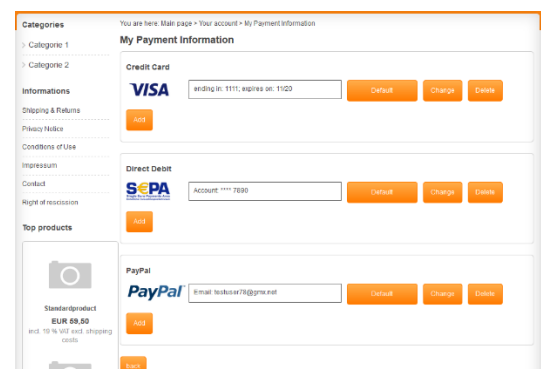 Categories
> Categorie 1
> Categorie 2
Informations
Shipping & Returns
Privacy Notice
Conditions of Use
Impressum
Contact
Right of rescission
Top products
Standardproduct
EUR 59,50
incl. 19 % VAT excl. shipping
costs
You are here: Main page > Your account > My Payment Information
My Payment Information
Credit Card
VISA
ending in: 1111; expires on: 11/20
Default
Change
Delete
Add
Direct Debit
S€PA
Account: **** 7890
Default
Change
Delete
Add
PayPal
PayPal
Email: testuser78@gmx.net
Default
Change
Delete
Add
Back